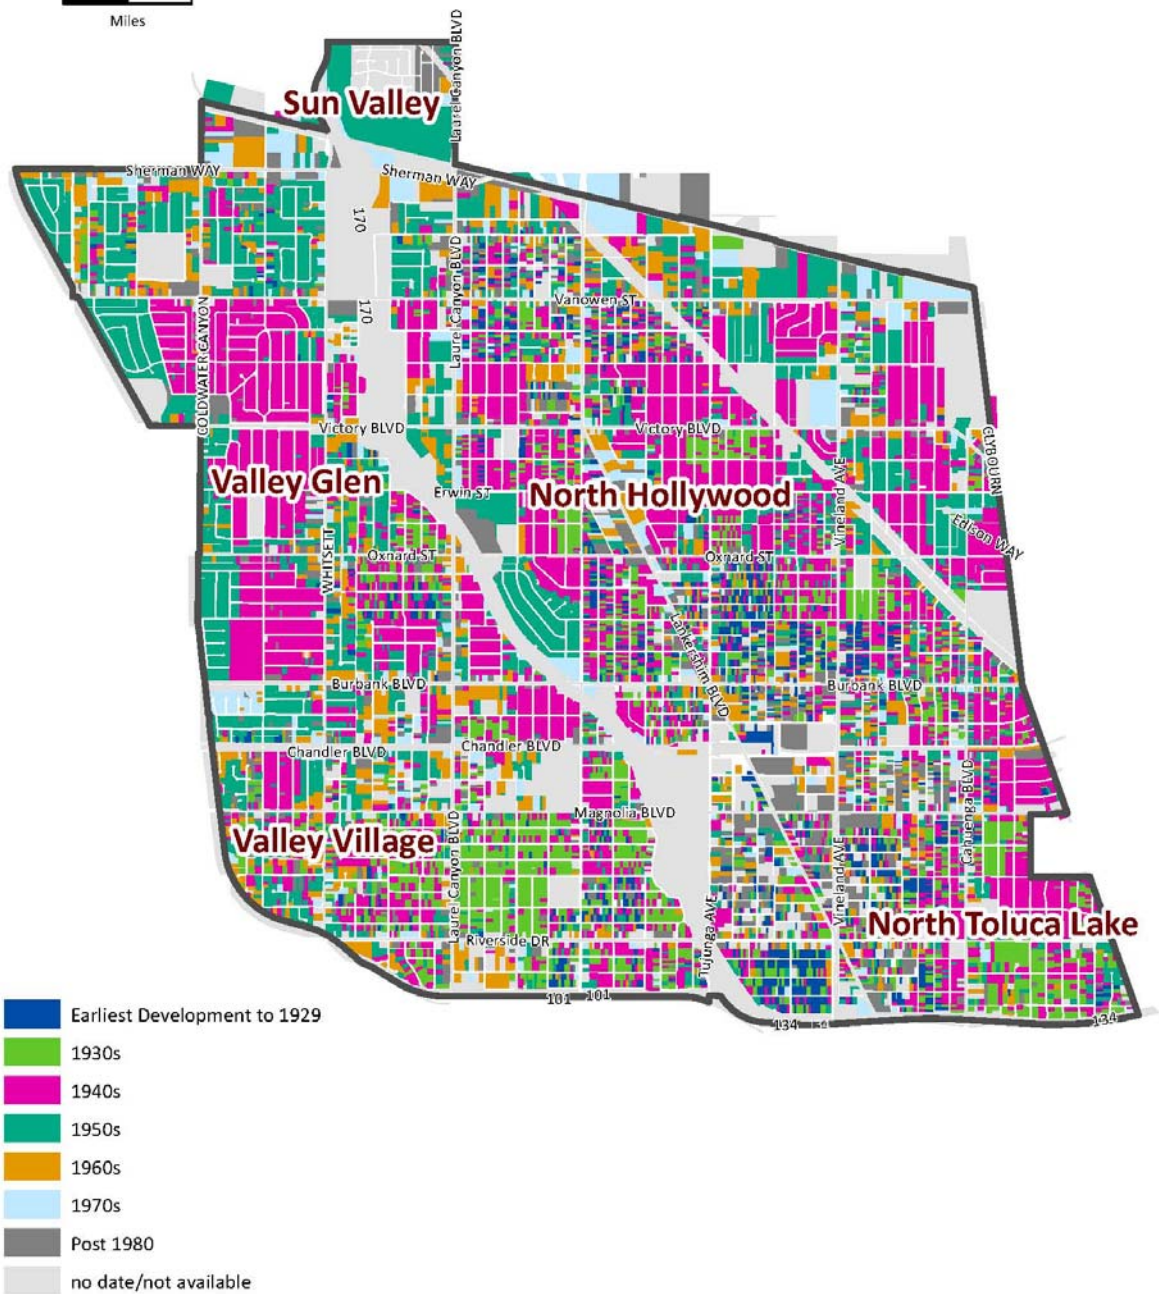 Miles
Laurel Canyon BLVD
Sun Valley
Sherman WAY
Sherman WAY
170
Laurel Canyon BLVD
COLDWATER CANYON
170
Vanowen ST
Victory BLVD
Victory BLVD
CLYBOURN
Valley Glen
Erwin ST
North Hollywood
Vineland AVE
Edison WAY
WHITSETT
Oxnard ST
Oxnard ST
Lankershim BLVD
Burbank BLVD
Burbank BLVD
Chandler BLVD
Chandler BLVD
Cahuenga BLVD
Magnolia BLVD
Valley Village
Laurel Canyon BLVD
Vineland AVE
North Toluca Lake
Tujunga AVE
Riverside DR
101
101
134
134
Earliest Development to 1929
1930s
1940s
1950s
1960s
1970s
Post 1980
no date/not available